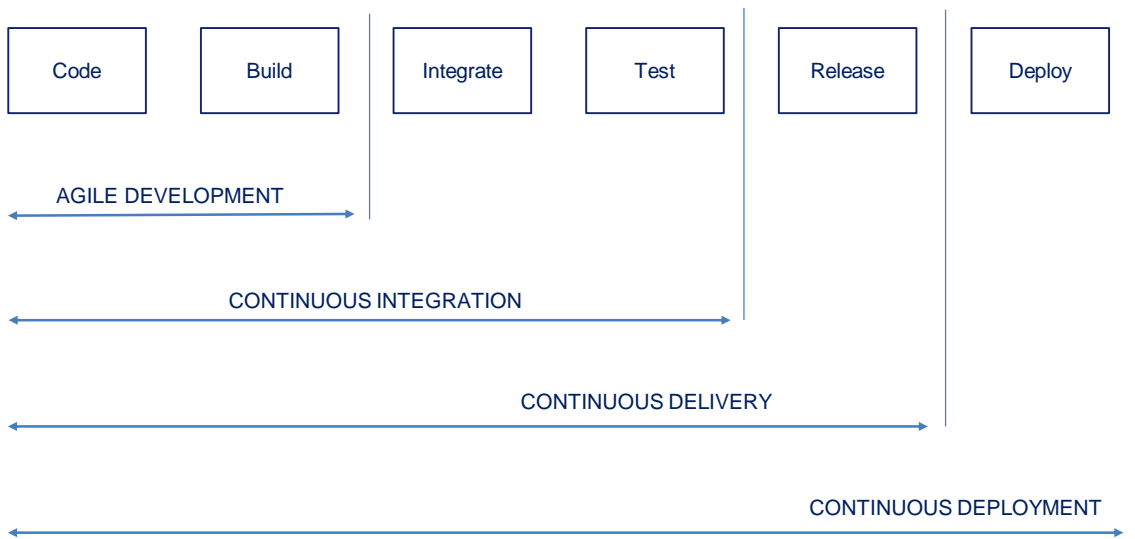 Code
Build
Integrate
Test
Release
Deploy
AGILE DEVELOPMENT
CONTINUOUS INTEGRATION
CONTINUOUS DELIVERY
CONTINUOUS DEPLOYMENT